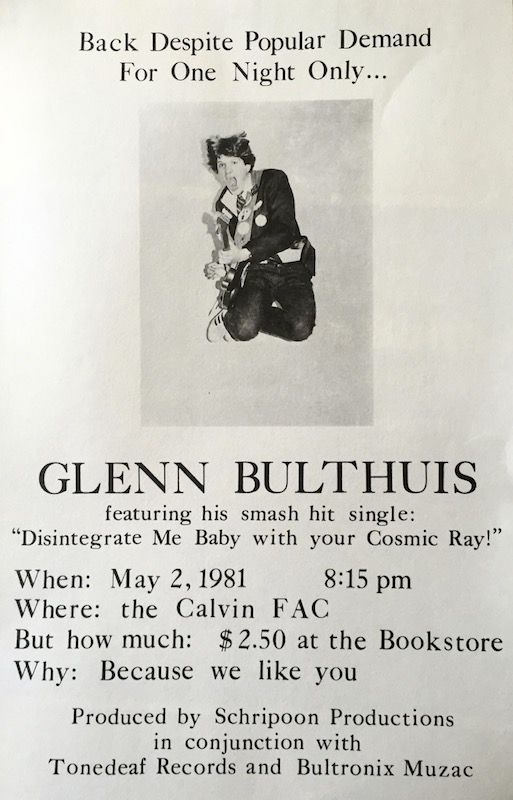 Back Despite Popular Demand
For One Night Only...
GLENN BULTHUIS
featuring his smash hit single:
“Disintegrate Me Baby with your Cosmic Ray!”
When: May 2, 1981 8:15 pm
Where: the Calvin FAC
But how much: $2.50 at the Bookstore
Why: Because we like you
Produced by Schripoon Productions
in conjunction with
Tonedeaf Records and Bultronix Muzac